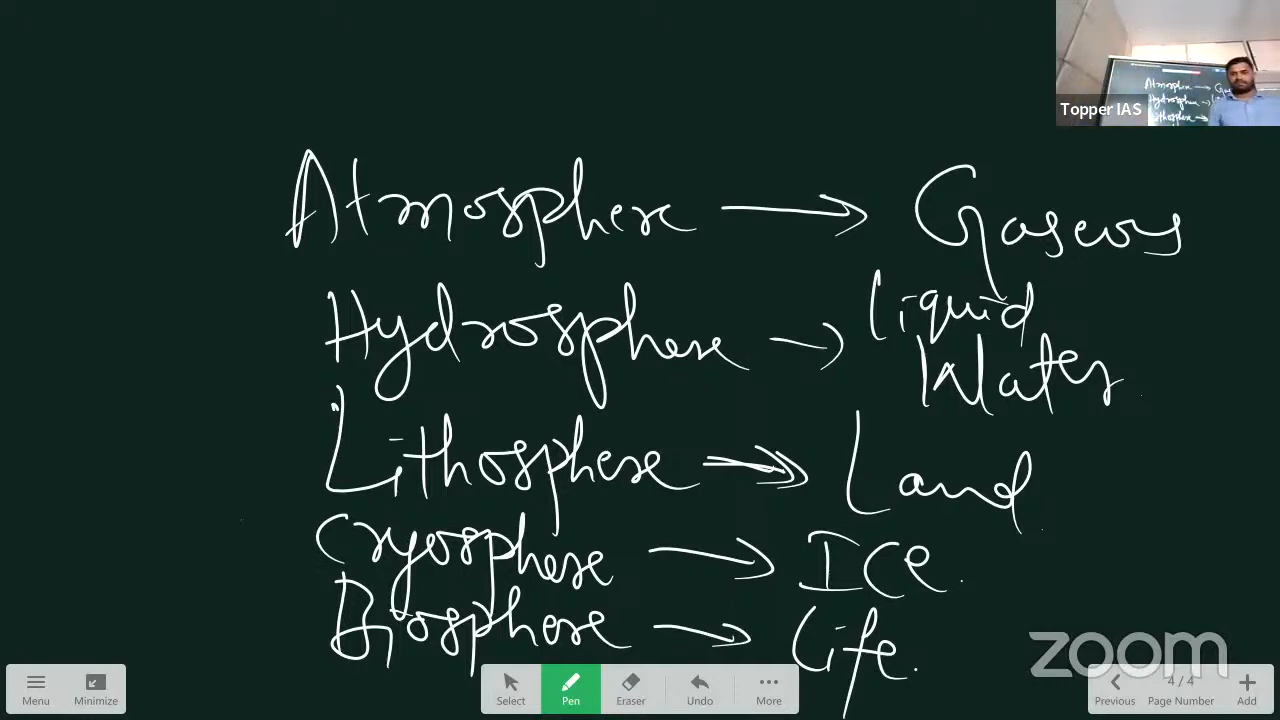 Topper IAS
Atmosphere → Gaseous
Hydrosphere → Liquid
Water
Lithosphere → Land
Cryosphere → ICe.
Biosphere → Life.
zoom
Menu
Minimize
Select
Pen
Eraser
Undo
More
Previous
4 / 4
Page Number
Add